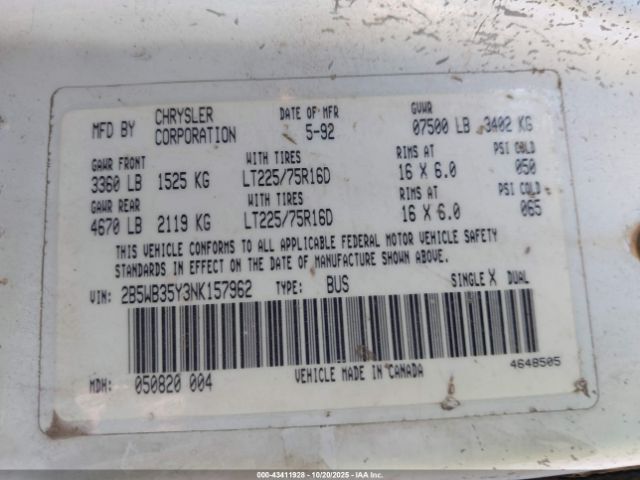 MFD BY CHRYSLER CORPORATION DATE OF MFR 5-92 GVWR 07500 LB 3402 KG
GAWR FRONT WITH TIRES RIMS AT PSI COLD
3360 LB 1525 KG LT225/75R16D 16 X 6.0 050
GAWR REAR WITH TIRES RIMS AT PSI COLD
4670 LB 2119 KG LT225/75R16D 16 X 6.0 065
THIS VEHICLE CONFORMS TO ALL APPLICABLE FEDERAL MOTOR VEHICLE SAFETY
STANDARDS IN EFFECT ON THE DATE OF MANUFACTURE SHOWN ABOVE.
VIN: 2B5WB35Y3NK157962 TYPE: BUS SINGLE X DUAL
MDH: 050820 004 VEHICLE MADE IN CANADA 4648505
000-43411928 | 10/20/2025 - IAAI.COM